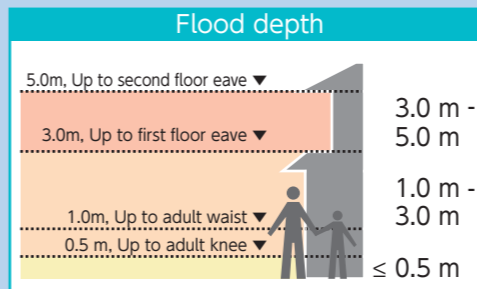 Flood depth
5.0m, Up to second floor eave ▼
3.0m, Up to first floor eave ▼
1.0m, Up to adult waist ▼
0.5 m, Up to adult knee ▼
3.0 m -
5.0 m
1.0 m -
3.0 m
≤ 0.5 m